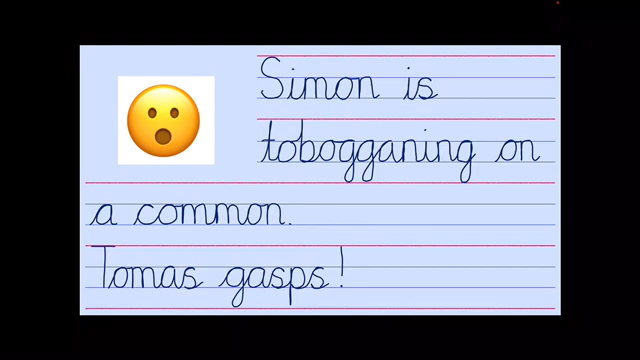 Simon is
tobogganing on
a common.
Tomas gasps!